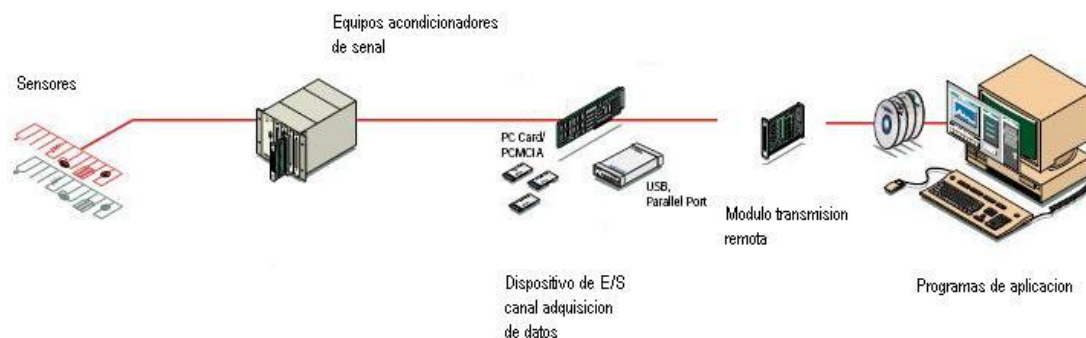 Equipos acondicionadores
de senal
Sensores
PC Card/
PCMCIA
USB,
Parallel Port
Modulo transmision
remota
Dispositivo de E/S
canal adquisicion
de datos
Programas de aplicacion